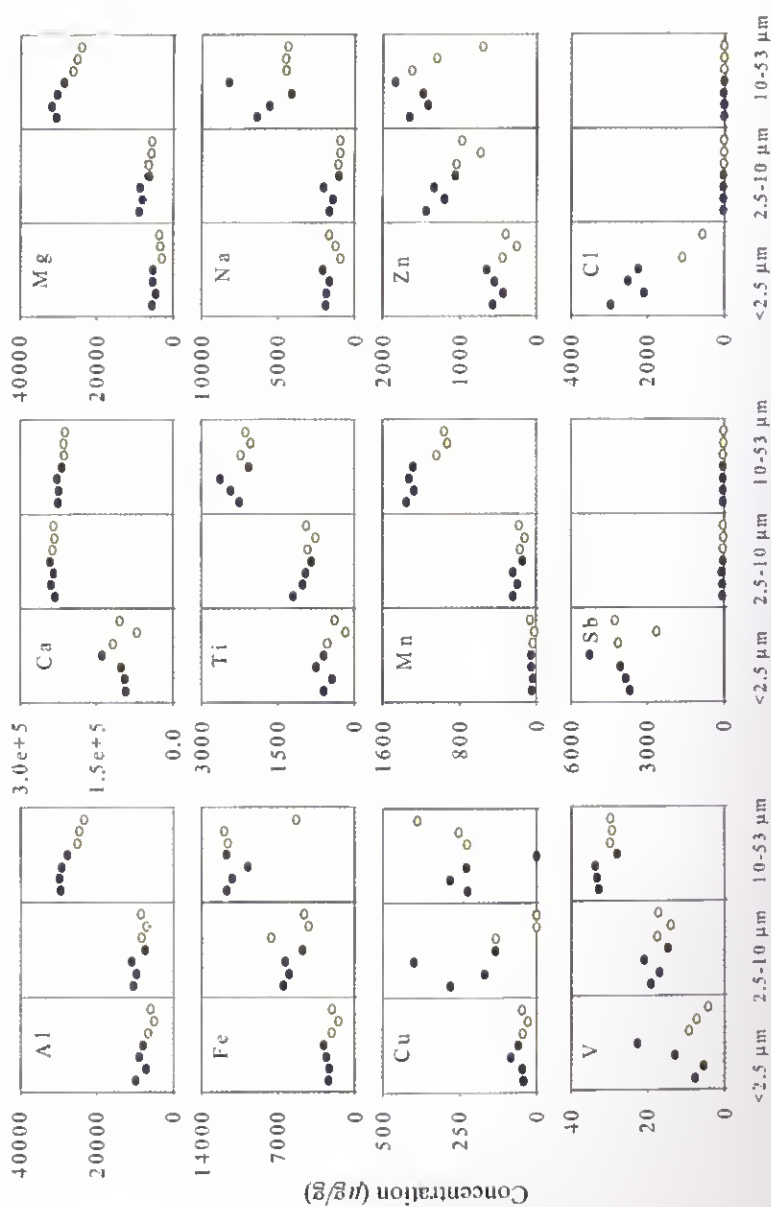 Concentration (µg/g)
40000
20000
0
Al
3.0e+5
1.5e+5
0.0
Ca
40000
20000
0
Mg
14000
7000
0
Fe
3000
1500
0
Ti
10000
5000
0
Na
500
250
0
Cu
1600
800
0
Mn
2000
1000
0
Zn
40
20
0
V
6000
3000
0
Sb
4000
2000
0
Cl
<2.5 µm 2.5-10 µm 10-53 µm
<2.5 µm 2.5-10 µm 10-53 µm
<2.5 µm 2.5-10 µm 10-53 µm